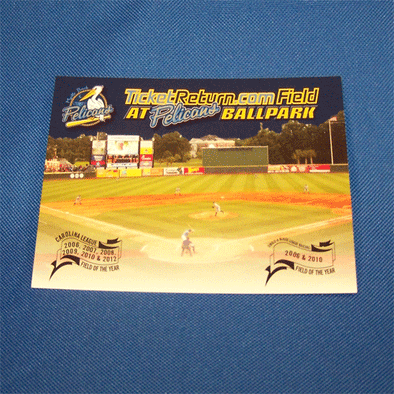 TicketReturn.com Field
AT Pelicans BALLPARK
Pelicans
CAROLINA LEAGUE
2006, 2007, 2008,
2009, 2010 & 2012
FIELD OF THE YEAR
2006 & 2010
FIELD OF THE YEAR